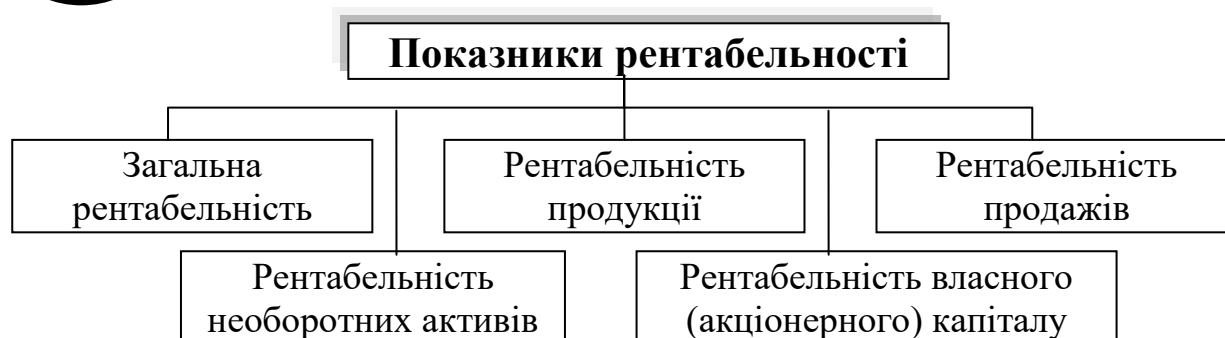 Показники рентабельності
Загальна
рентабельність
Рентабельність
продукції
Рентабельність
продажів
Рентабельність
необоротних активів
Рентабельність власного
(акціонерного) капіталу